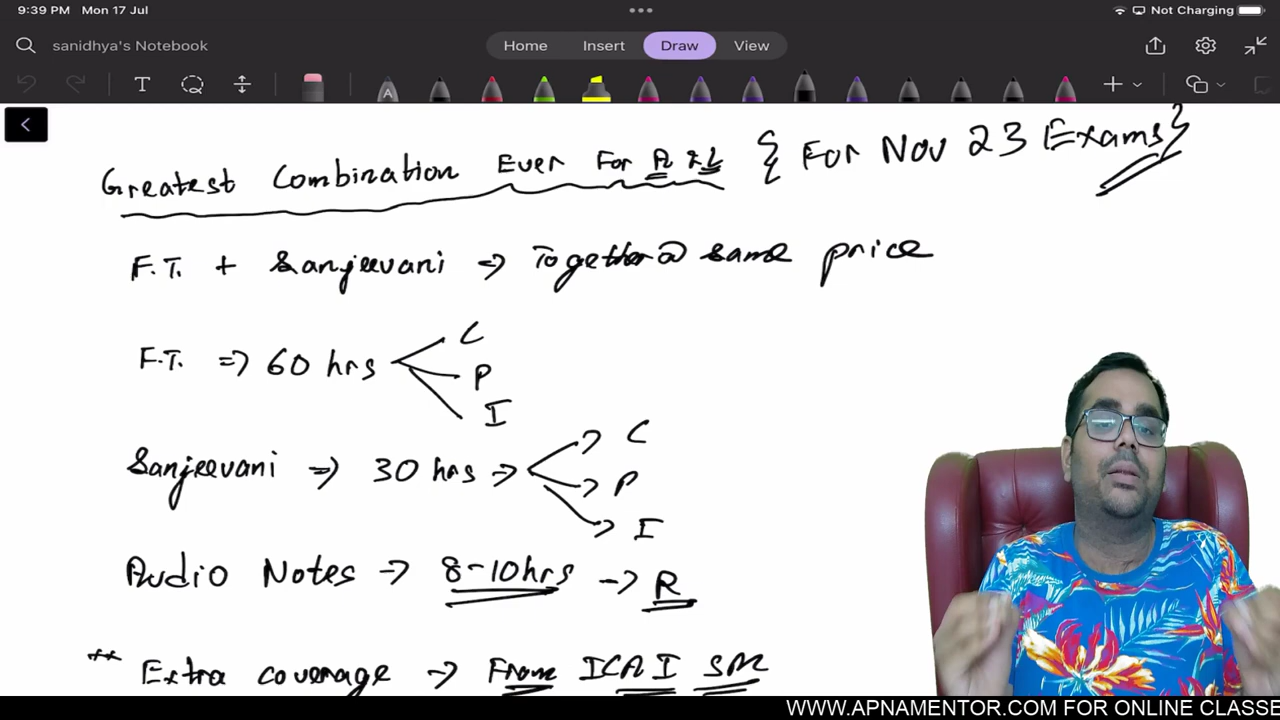 9:39 PM Mon 17 Jul
Not Charging
sanidhya's Notebook
Home Insert Draw View
T
A
Greatest Combination Ever For A & L { For Nov 23 Exams }
F.T. + Sanjeevani => Together @ same price
F.T. => 60 hrs
C
P
I
Sanjeevani => 30 hrs =>
C
P
I
Audio Notes -> 8-10 hrs -> R
** Extra coverage -> From ICAI SM
WWW.APNAMENTOR.COM FOR ONLINE CLASSE